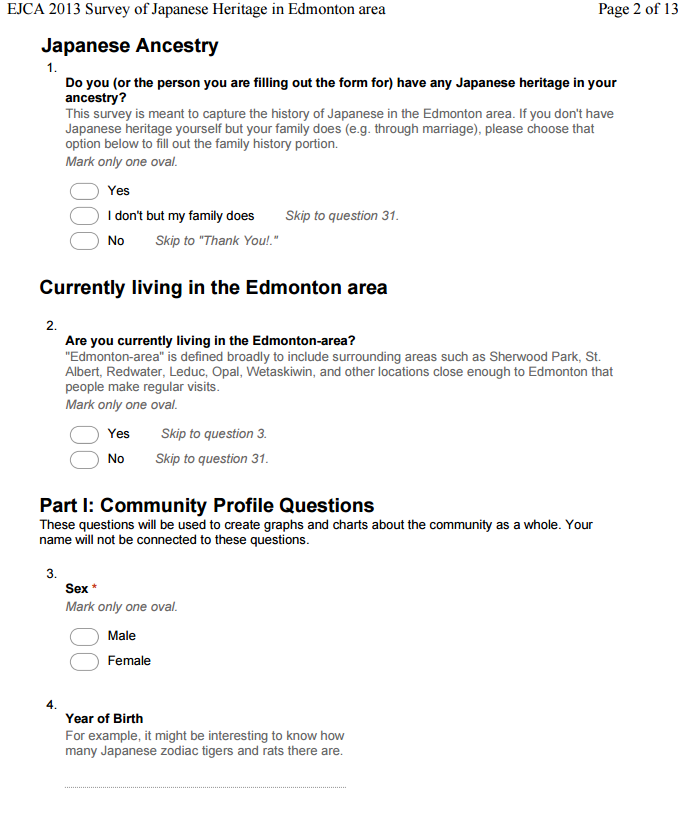 EJCA 2013 Survey of Japanese Heritage in Edmonton area Page 2 of 13
Japanese Ancestry
1.
Do you (or the person you are filling out the form for) have any Japanese heritage in your
ancestry?
This survey is meant to capture the history of Japanese in the Edmonton area. If you don't have
Japanese heritage yourself but your family does (e.g. through marriage), please choose that
option below to fill out the family history portion.
Mark only one oval.
Yes
I don't but my family does Skip to question 31.
No Skip to "Thank You!."
Currently living in the Edmonton area
2.
Are you currently living in the Edmonton-area?
"Edmonton-area" is defined broadly to include surrounding areas such as Sherwood Park, St.
Albert, Redwater, Leduc, Opal, Wetaskiwin, and other locations close enough to Edmonton that
people make regular visits.
Mark only one oval.
Yes Skip to question 3.
No Skip to question 31.
Part I: Community Profile Questions
These questions will be used to create graphs and charts about the community as a whole. Your
name will not be connected to these questions.
3.
Sex *
Mark only one oval.
Male
Female
4.
Year of Birth
For example, it might be interesting to know how
many Japanese zodiac tigers and rats there are.